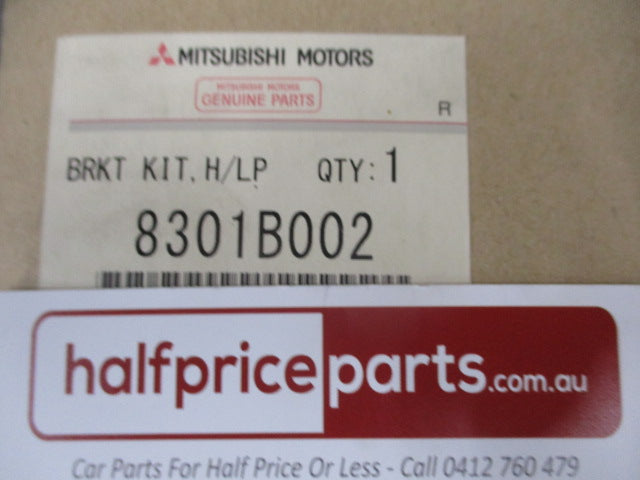 MITSUBISHI MOTORS
MITSUBISHI MOTORS
GENUINE PARTS
R
BRKT KIT, H/LP QTY: 1
8301B002
halfpriceparts.com.au
Car Parts For Half Price Or Less - Call 0412 760 479